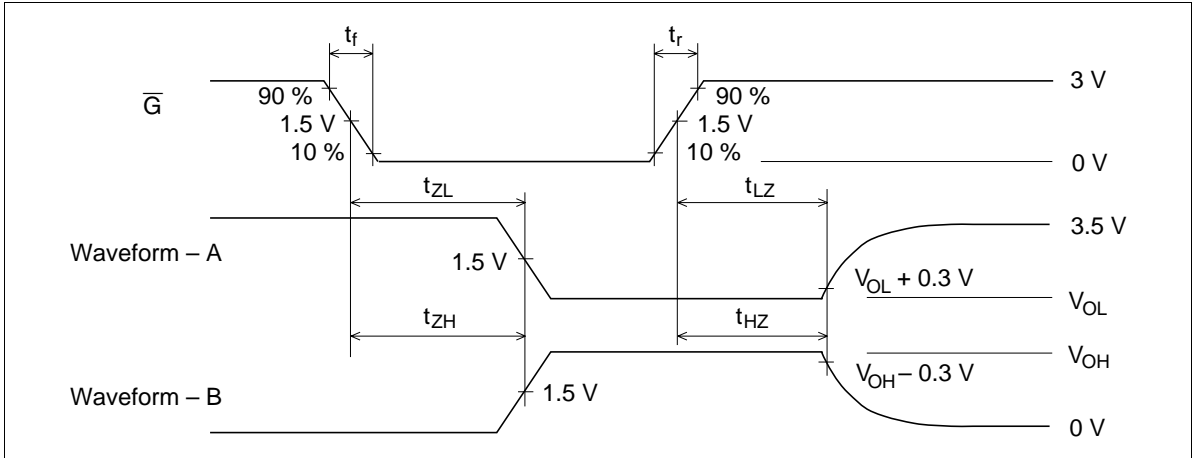 tf
tr
G
90 %
1.5 V
10 %
90 %
1.5 V
10 %
3 V
0 V
tZL
tLZ
Waveform – A
1.5 V
3.5 V
VOL + 0.3 V
VOL
tZH
tHZ
VOH
VOH – 0.3 V
Waveform – B
1.5 V
0 V